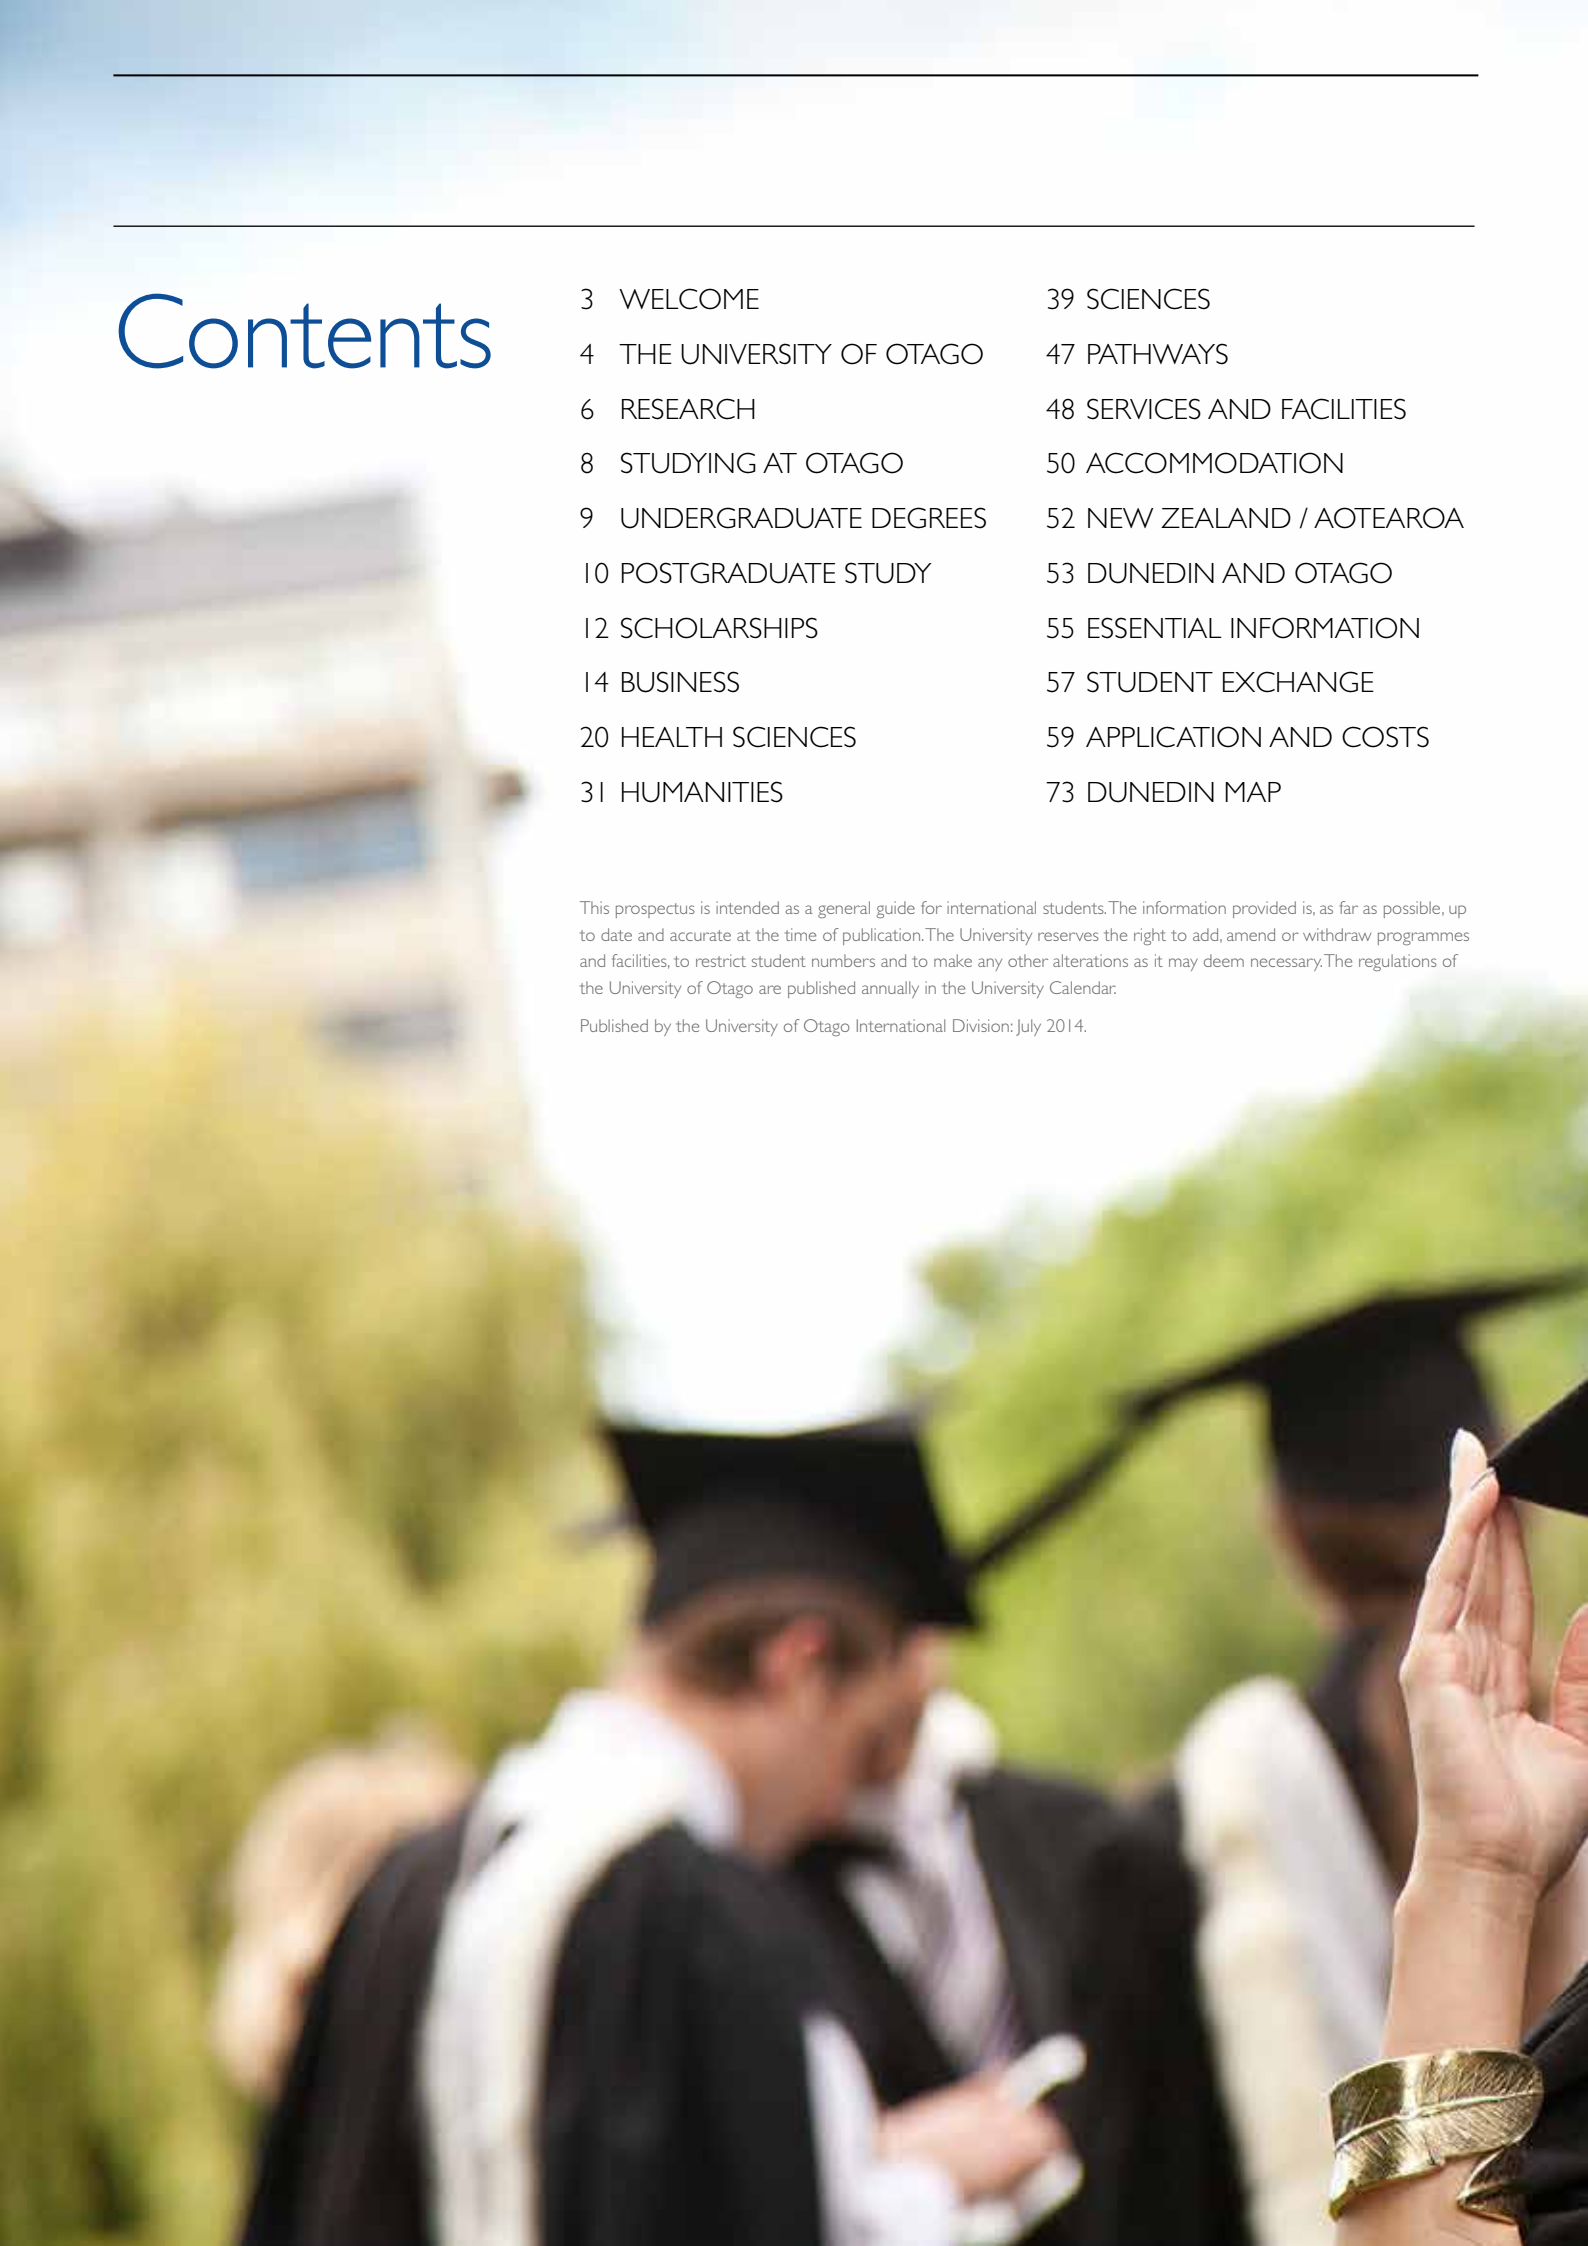 Contents
3 WELCOME
4 THE UNIVERSITY OF OTAGO
6 RESEARCH
8 STUDYING AT OTAGO
9 UNDERGRADUATE DEGREES
10 POSTGRADUATE STUDY
12 SCHOLARSHIPS
14 BUSINESS
20 HEALTH SCIENCES
31 HUMANITIES
39 SCIENCES
47 PATHWAYS
48 SERVICES AND FACILITIES
50 ACCOMMODATION
52 NEW ZEALAND / AOTEAROA
53 DUNEDIN AND OTAGO
55 ESSENTIAL INFORMATION
57 STUDENT EXCHANGE
59 APPLICATION AND COSTS
73 DUNEDIN MAP
This prospectus is intended as a general guide for international students. The information provided is, as far as possible, up
to date and accurate at the time of publication. The University reserves the right to add, amend or withdraw programmes
and facilities, to restrict student numbers and to make any other alterations as it may deem necessary. The regulations of
the University of Otago are published annually in the University Calendar.
Published by the University of Otago International Division: July 2014.